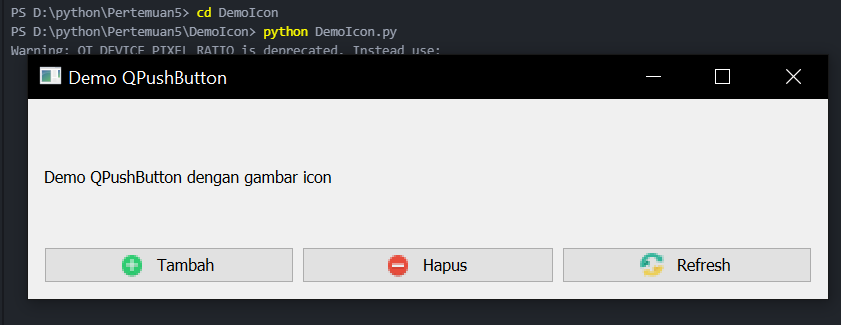 PS D:\python\Pertemuan5> cd DemoIcon
PS D:\python\Pertemuan5\DemoIcon> python DemoIcon.py
Warning: QT_DEVICE_PIXEL_RATIO is deprecated. Instead use:
Demo QPushButton
Demo QPushButton dengan gambar icon
Tambah Hapus Refresh